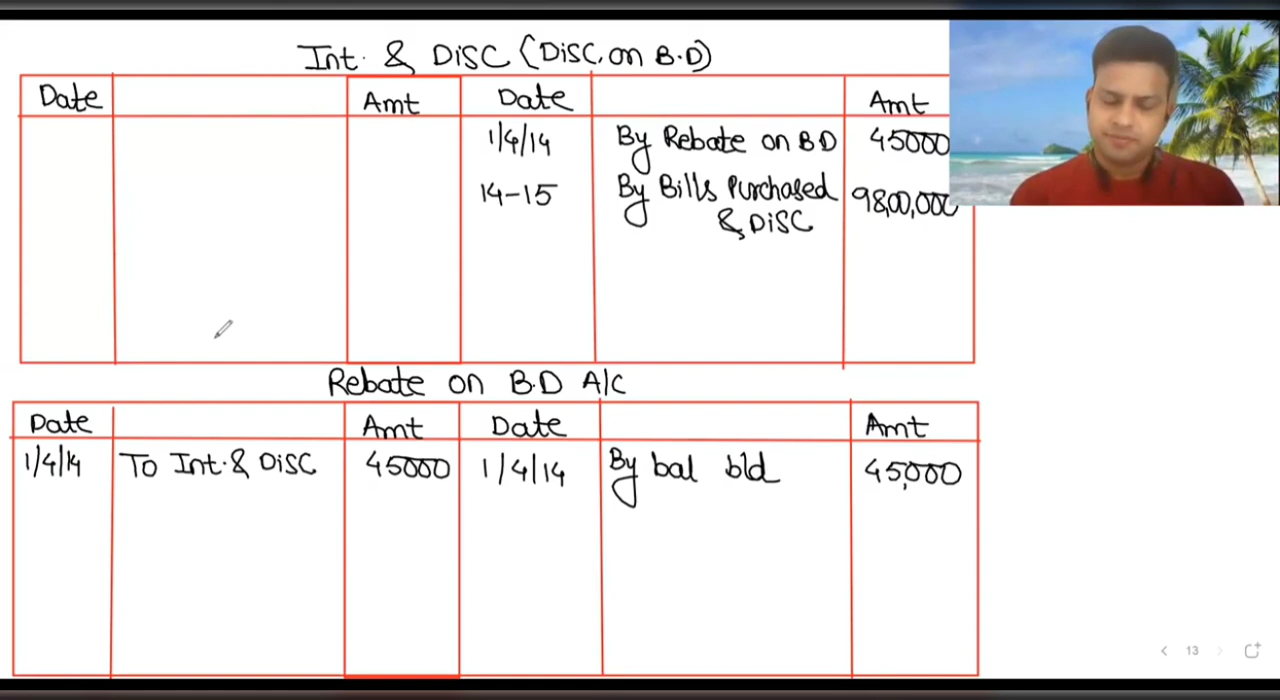 Int. & DiSC (DiSC. on B.D)
Date Amt Date Amt
1/4/14 By Rebate on BD 45000
14-15 By Bills Purchased 98,00,000
& DiSC
Rebate on B.D A/C
Date Amt Date Amt
1/4/14 To Int. & DiSC 45000 1/4/14 By bal b/d 45,000
13